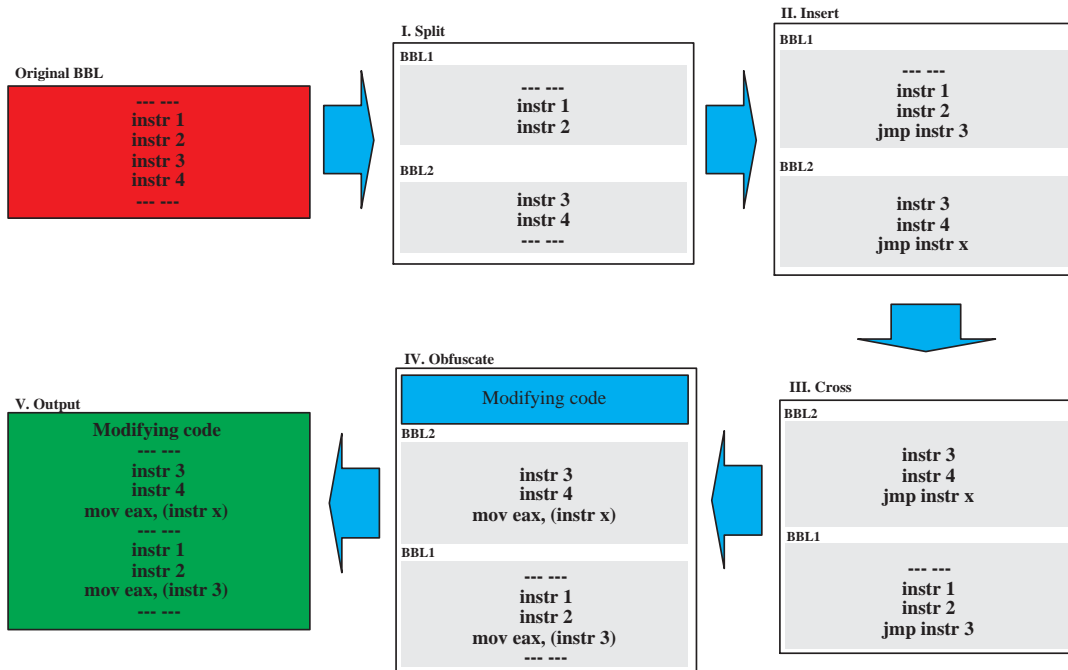 Original BBL
--- ---
instr 1
instr 2
instr 3
instr 4
--- ---
I. Split
BBL1
--- ---
instr 1
instr 2
BBL2
instr 3
instr 4
--- ---
II. Insert
BBL1
--- ---
instr 1
instr 2
jmp instr 3
BBL2
instr 3
instr 4
jmp instr x
III. Cross
BBL2
instr 3
instr 4
jmp instr x
BBL1
--- ---
instr 1
instr 2
jmp instr 3
IV. Obfuscate
Modifying code
BBL2
instr 3
instr 4
mov eax, (instr x)
BBL1
--- ---
instr 1
instr 2
mov eax, (instr 3)
--- ---
V. Output
Modifying code
--- ---
instr 3
instr 4
mov eax, (instr x)
--- ---
instr 1
instr 2
mov eax, (instr 3)
--- ---